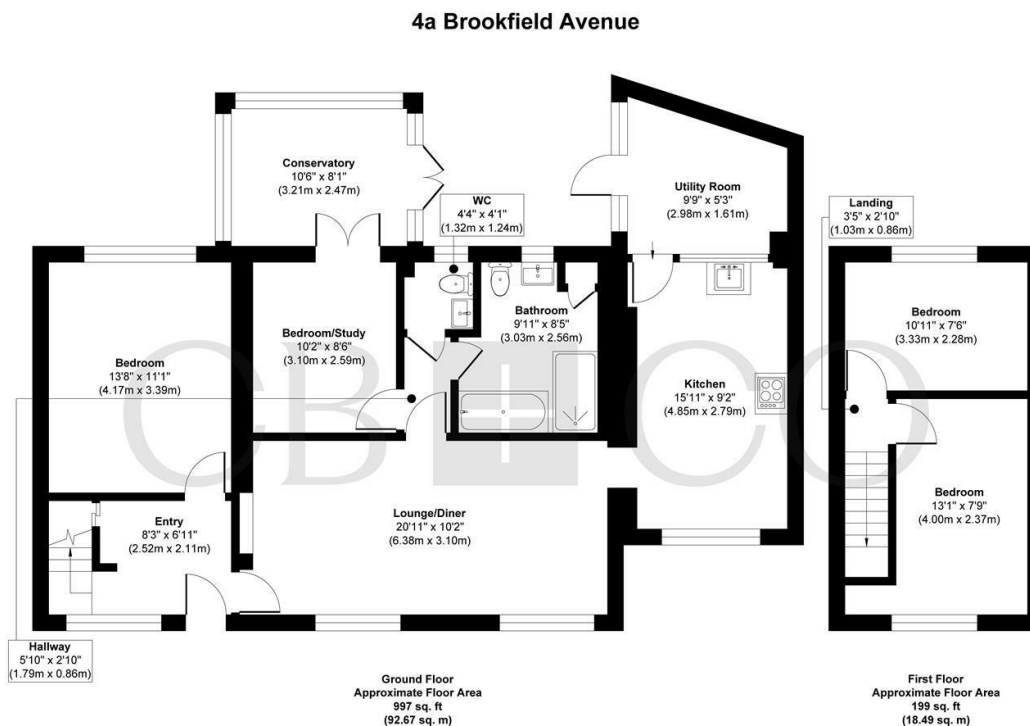 4a Brookfield Avenue
Conservatory
10'6" x 8'1"
(3.21m x 2.47m)
WC
4'4" x 4'1"
(1.32m x 1.24m)
Utility Room
9'9" x 5'3"
(2.98m x 1.61m)
Landing
3'5" x 2'10"
(1.03m x 0.86m)
Bedroom
13'8" x 11'1"
(4.17m x 3.39m)
Bedroom/Study
10'2" x 8'6"
(3.10m x 2.59m)
Bathroom
9'11" x 8'5"
(3.03m x 2.56m)
Kitchen
15'11" x 9'2"
(4.85m x 2.79m)
Bedroom
10'11" x 7'6"
(3.33m x 2.28m)
CB CO
Entry
8'3" x 6'11"
(2.52m x 2.11m)
Lounge/Diner
20'11" x 10'2"
(6.38m x 3.10m)
Bedroom
13'1" x 7'9"
(4.00m x 2.37m)
Hallway
5'10" x 2'10"
(1.79m x 0.86m)
Ground Floor
Approximate Floor Area
997 sq. ft
(92.67 sq. m)
First Floor
Approximate Floor Area
199 sq. ft
(18.49 sq. m)